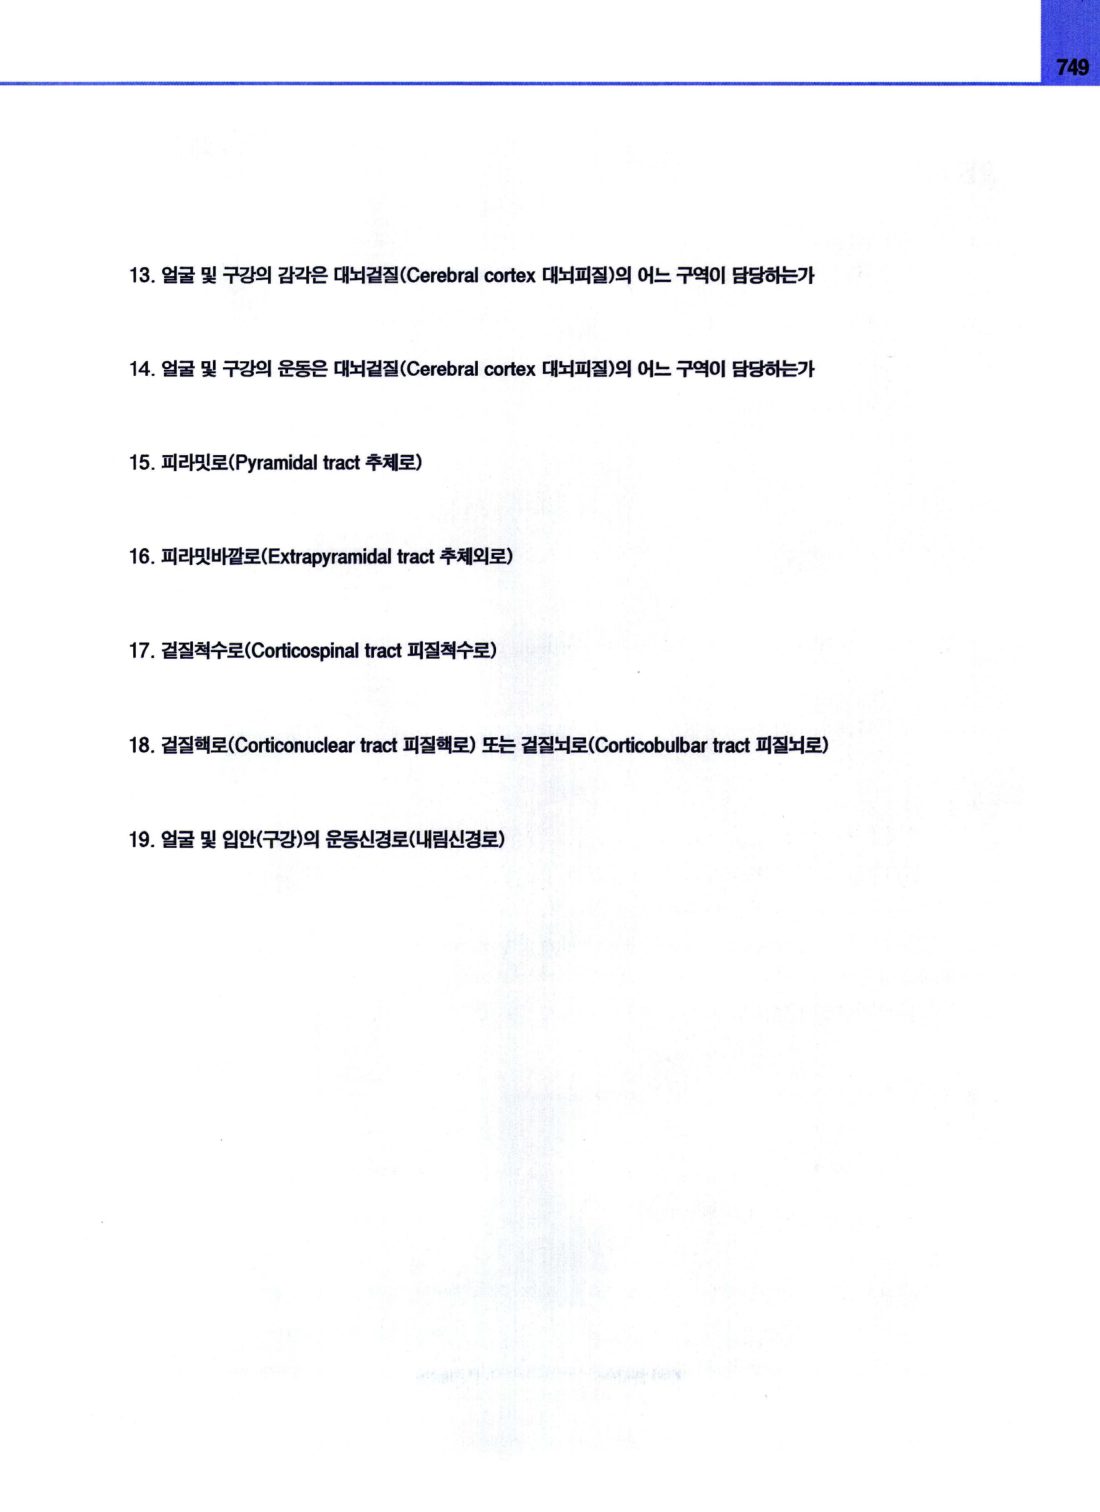 749
13. 얼굴 및 구강의 감각은 대뇌겉질(Cerebral cortex 대뇌피질)의 어느 구역이 담당하는가
14. 얼굴 및 구강의 운동은 대뇌겉질(Cerebral cortex 대뇌피질)의 어느 구역이 담당하는가
15. 피라밋로(Pyramidal tract 추체로)
16. 피라밋바깥로(Extrapyramidal tract 추체외로)
17. 겉질척수로(Corticospinal tract 피질척수로)
18. 겉질핵로(Corticonuclear tract 피질핵로) 또는 겉질뇌로(Corticobulbar tract 피질뇌로)
19. 얼굴 및 입안(구강)의 운동신경로(내림신경로)